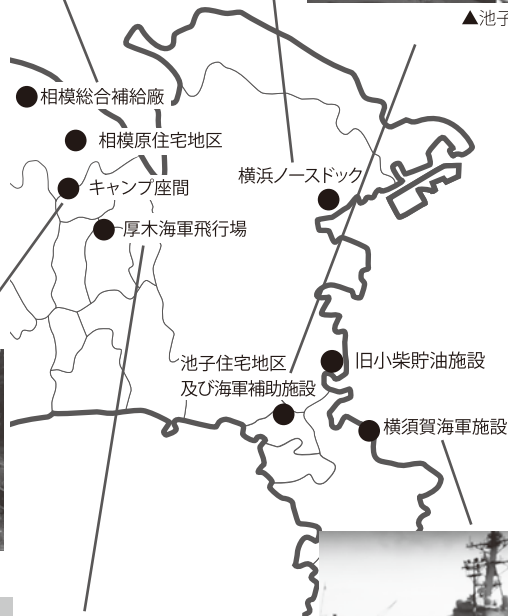 ▲池子
相模総合補給廠
相模原住宅地区
横浜ノースドック
キャンプ座間
厚木海軍飛行場
池子住宅地区
及び海軍補助施設
旧小柴貯油施設
横須賀海軍施設